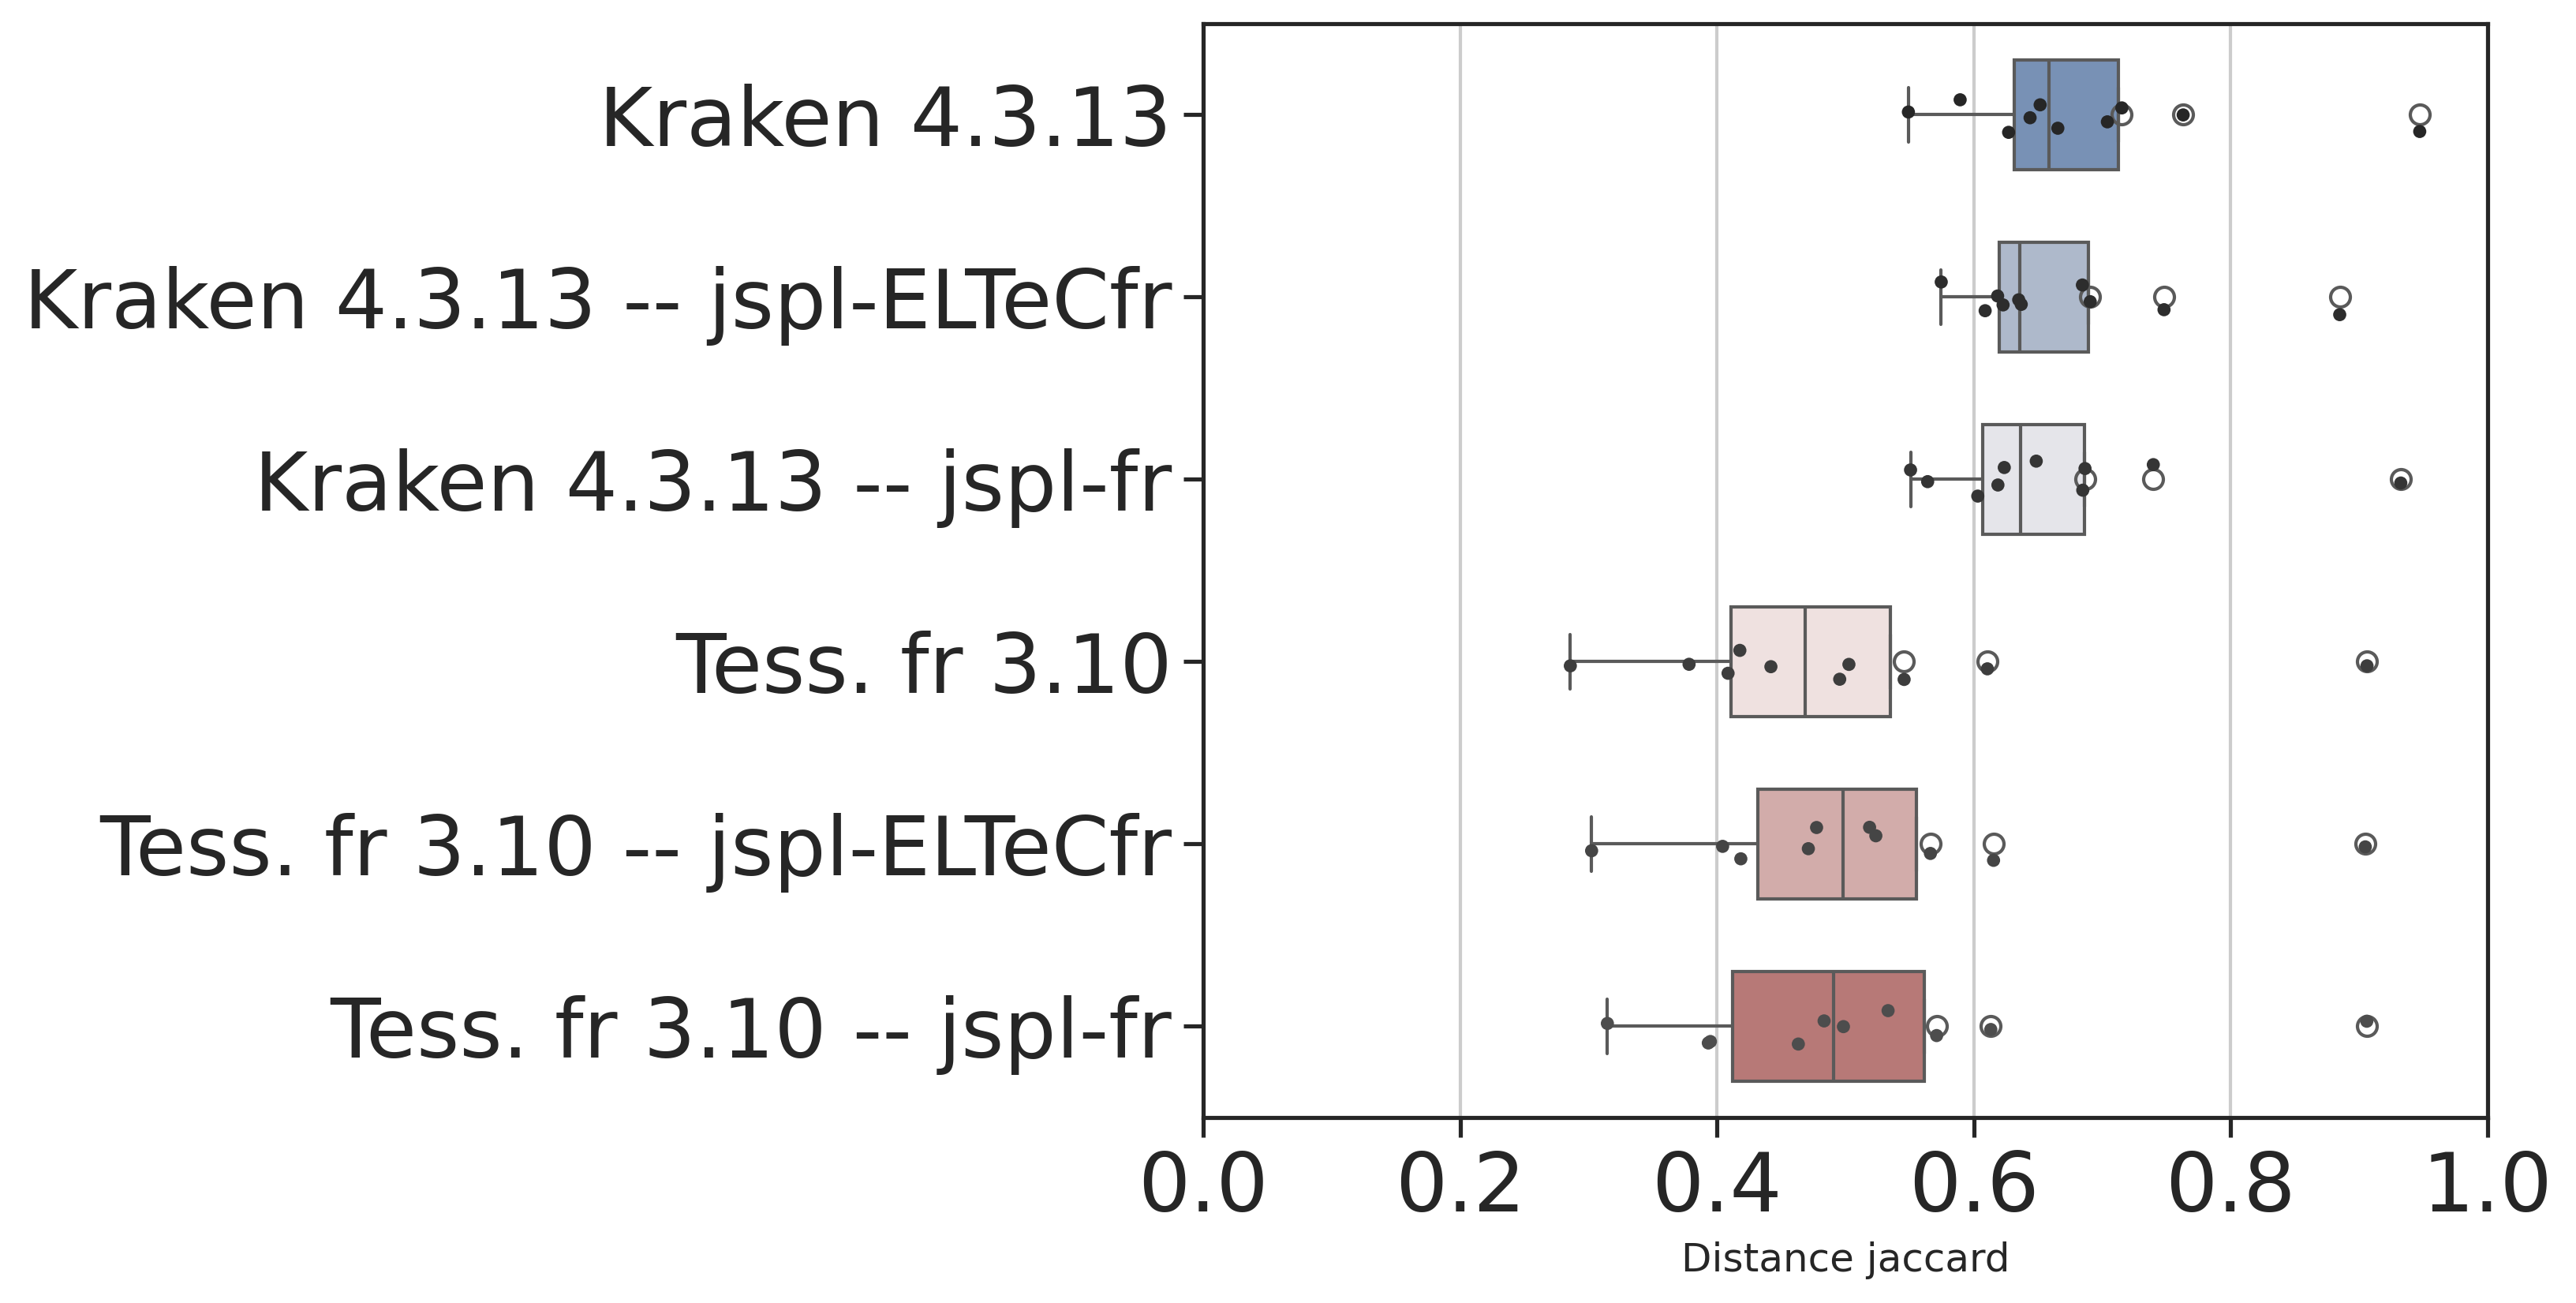 Kraken 4.3.13
Kraken 4.3.13 -- jspl-ELTeCfr
Kraken 4.3.13 -- jspl-fr
Tess. fr 3.10
Tess. fr 3.10 -- jspl-ELTeCfr
Tess. fr 3.10 -- jspl-fr
0.0 0.2 0.4 0.6 0.8 1.0
Distance jaccard